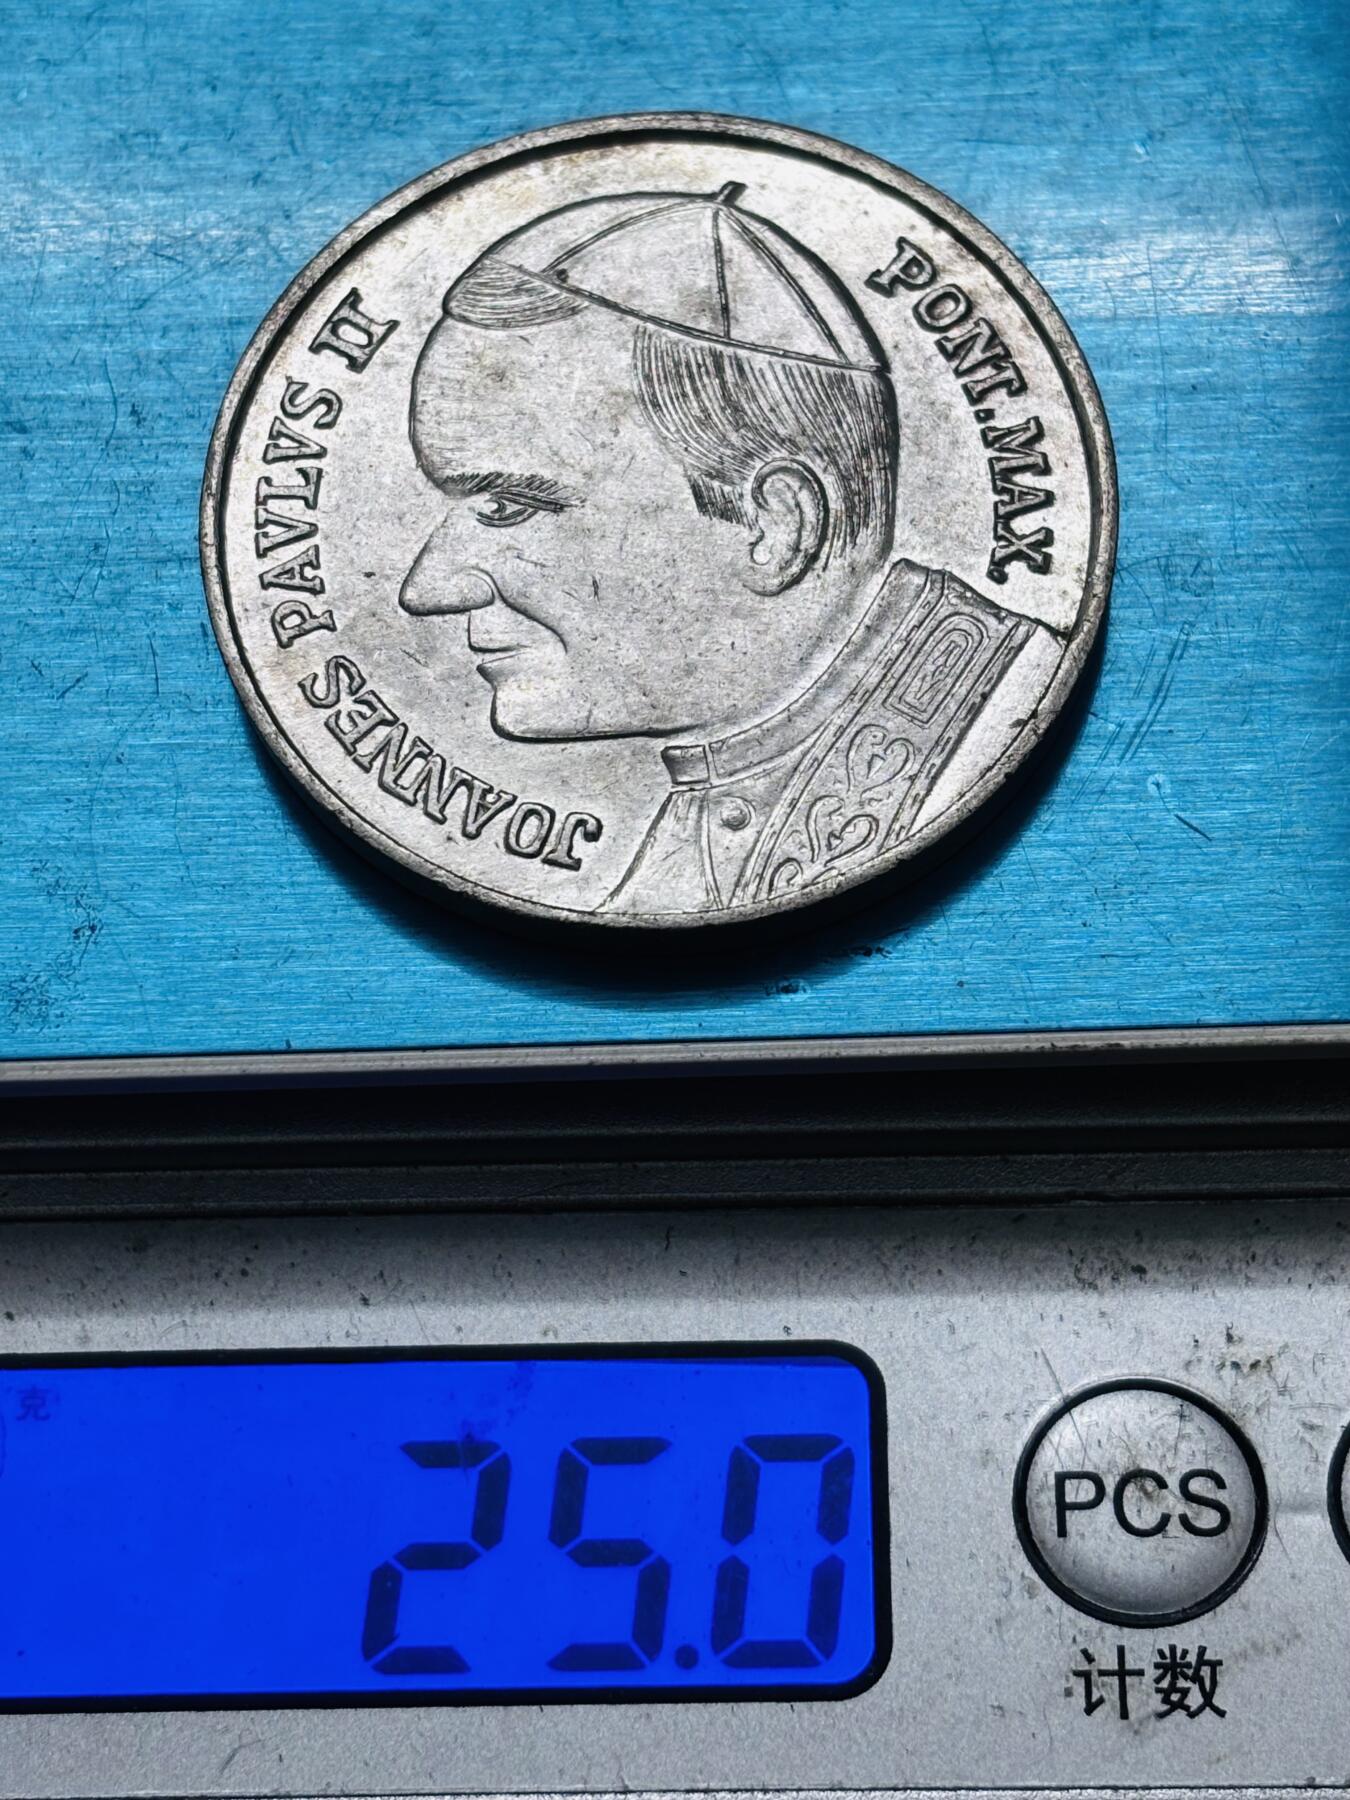 JOANNES PAVLVS II
PONT.MAX.
克
25.0
PCS
计数